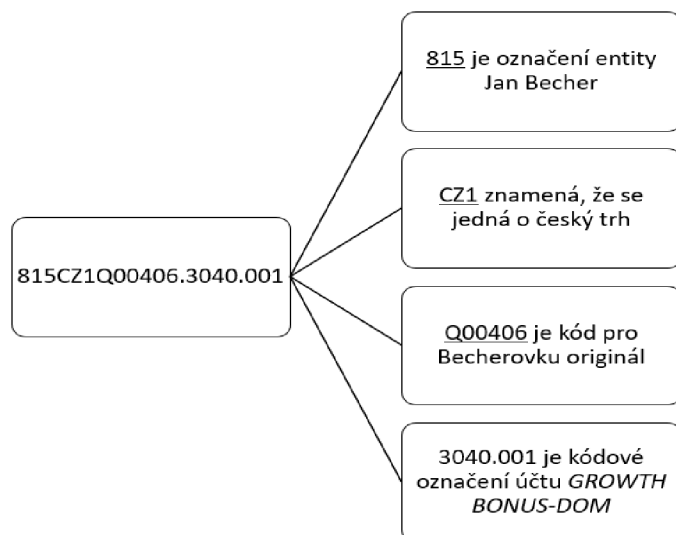 815CZ1Q00406.3040.001
815 je označení entity
Jan Becher
CZ1 znamená, že se
jedná o český trh
Q00406 je kód pro
Becherovku originál
3040.001 je kódové
označení účtu GROWTH
BONUS-DOM